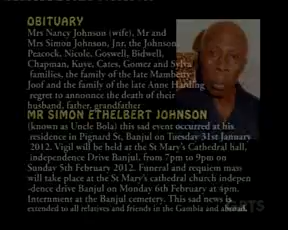 OBITUARY
Mrs Nancy Johnson (wife), Mr and
Mrs Simon Johnson, Jnr, the Johnson,
Peacock, Nicole, Goswell, Bidwell,
Chapman, Kuye, Cates, Gomez and Sylva
families, the family of the late Mamberry
Joof and the family of the late Anne Harding
regret to announce the death of their
husband, father, grandfather
MR SIMON ETHELBERT JOHNSON
(known as Uncle Bola) this sad event occurred at his
residence in Pignard St, Banjul on Tuesday 31st January
2012. Vigil will be held at the St Mary's Cathedral hall,
Independence Drive Banjul. from 7pm to 9pm on
Sunday 5th February 2012. Funeral and requiem mass
will take place at the St Mary's cathedral church indepen
-dence drive Banjul on Monday 6th February at 4pm.
Internment at the Banjul cemetery. This sad news is
extended to all relatives and friends in the Gambia and abroad.